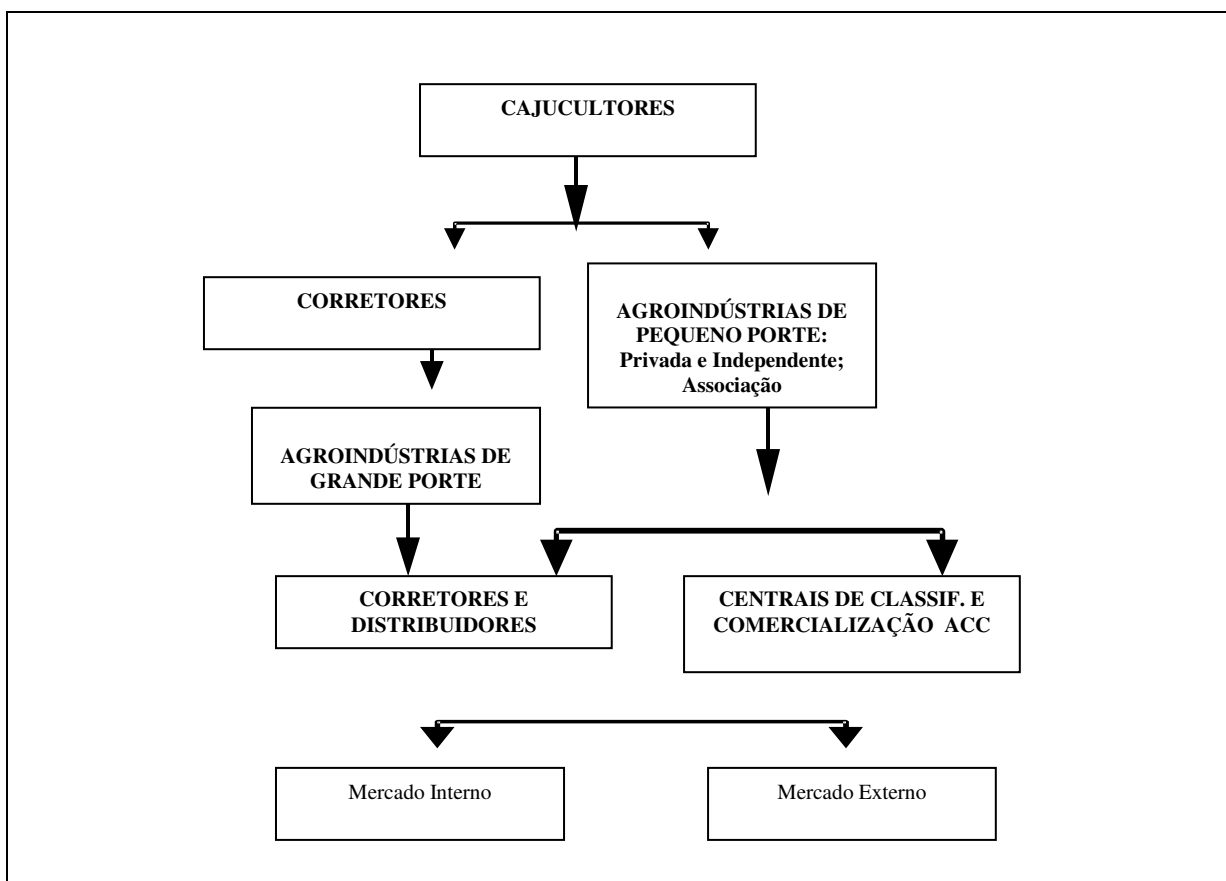 CAJUCULTORES
CORRETORES
AGROINDÚSTRIAS DE
PEQUENO PORTE:
Privada e Independente;
Associação
AGROINDÚSTRIAS DE
GRANDE PORTE
CORRETORES E
DISTRIBUIDORES
CENTRAIS DE CLASSIF. E
COMERCIALIZAÇÃO ACC
Mercado Interno
Mercado Externo